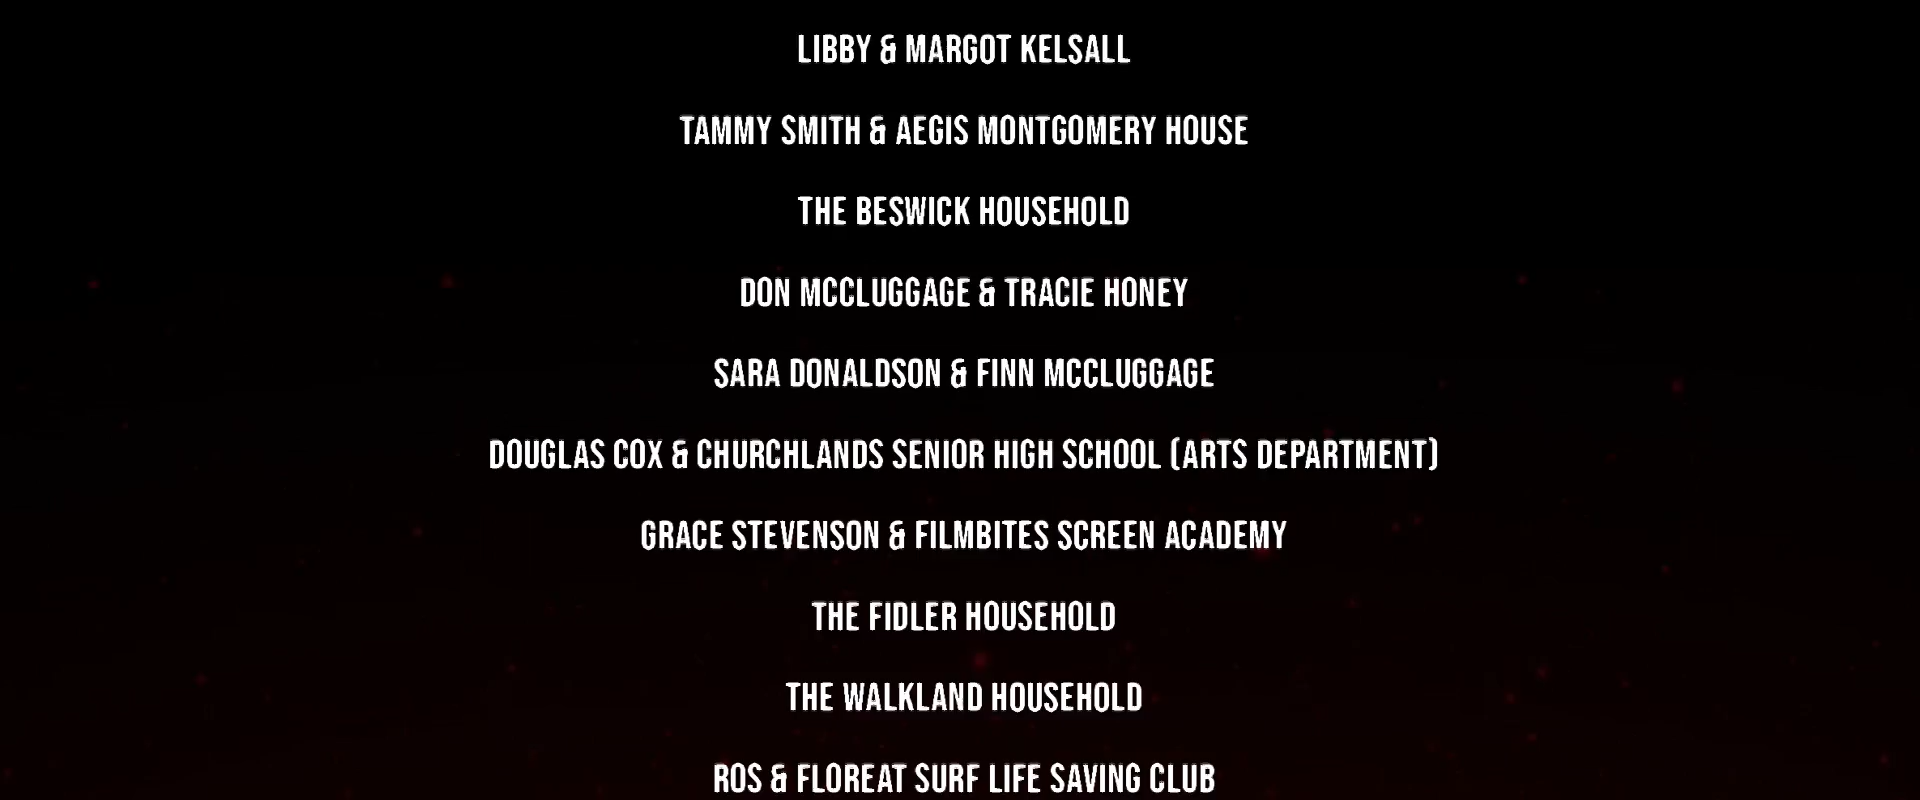 LIBBY & MARGOT KELSALL
TAMMY SMITH & AEGIS MONTGOMERY HOUSE
THE BESWICK HOUSEHOLD
DON MCCLUGGAGE & TRACIE HONEY
SARA DONALDSON & FINN MCCLUGGAGE
DOUGLAS COX & CHURCHLANDS SENIOR HIGH SCHOOL (ARTS DEPARTMENT)
GRACE STEVENSON & FILMBITES SCREEN ACADEMY
THE FIDLER HOUSEHOLD
THE WALKLAND HOUSEHOLD
ROS & FLOREAT SURF LIFE SAVING CLUB